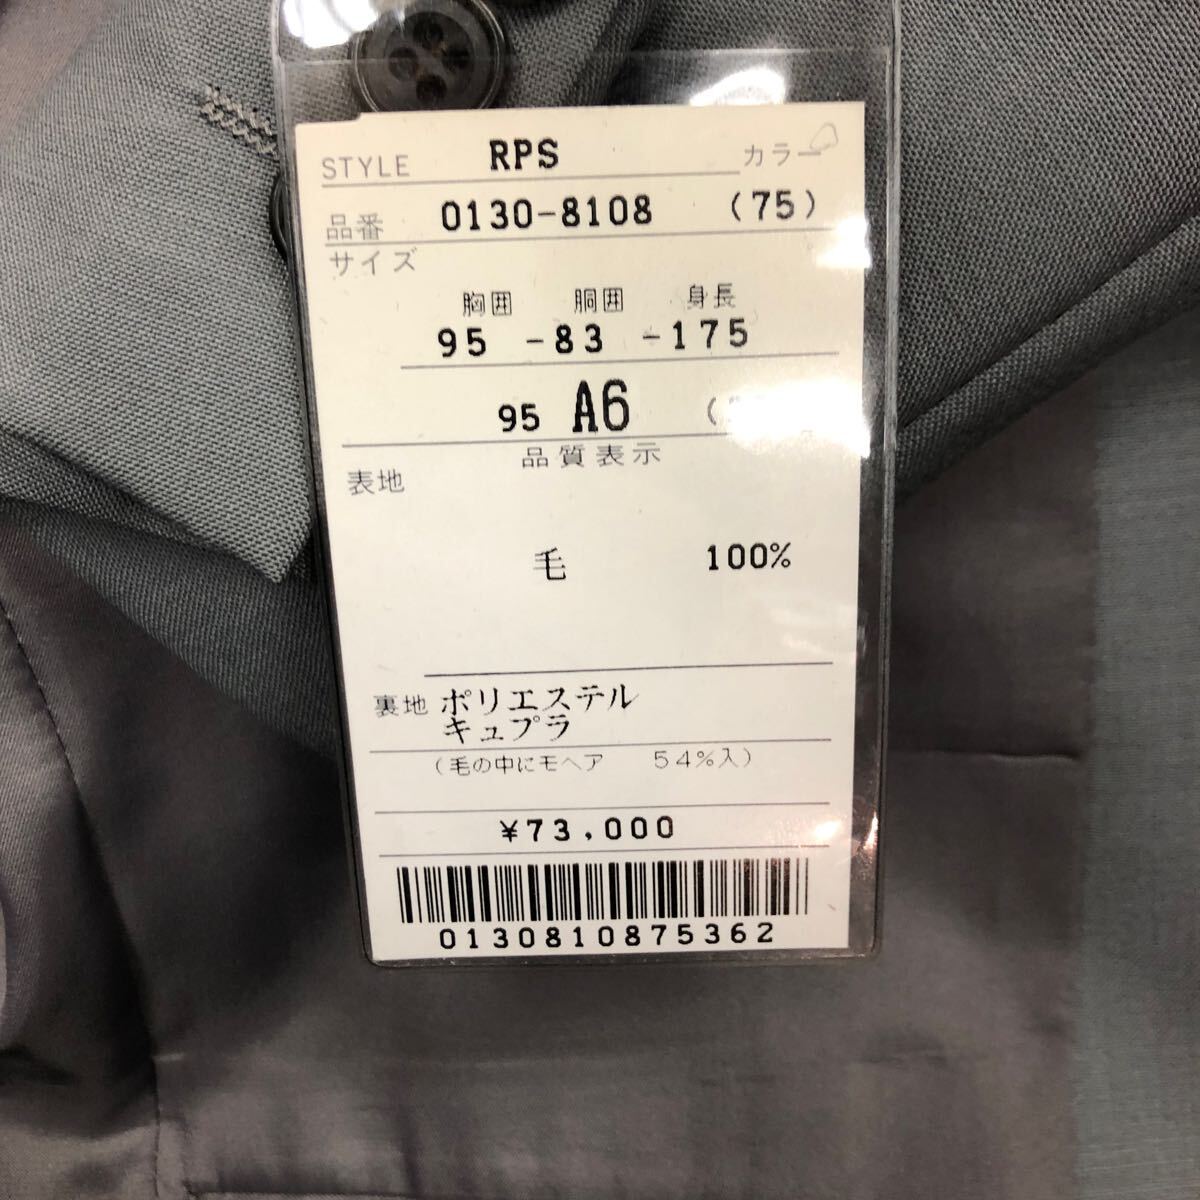 STYLE RPS カラー
品番 0130-8108 (75)
サイズ
胸囲 胴囲 身長
95 -83 -175
95 A6 (
品質表示
表地
毛 100%
裏地 ポリエステル
キュプラ
(毛の中にモヘア 54%入)
¥73,000
0130810875362